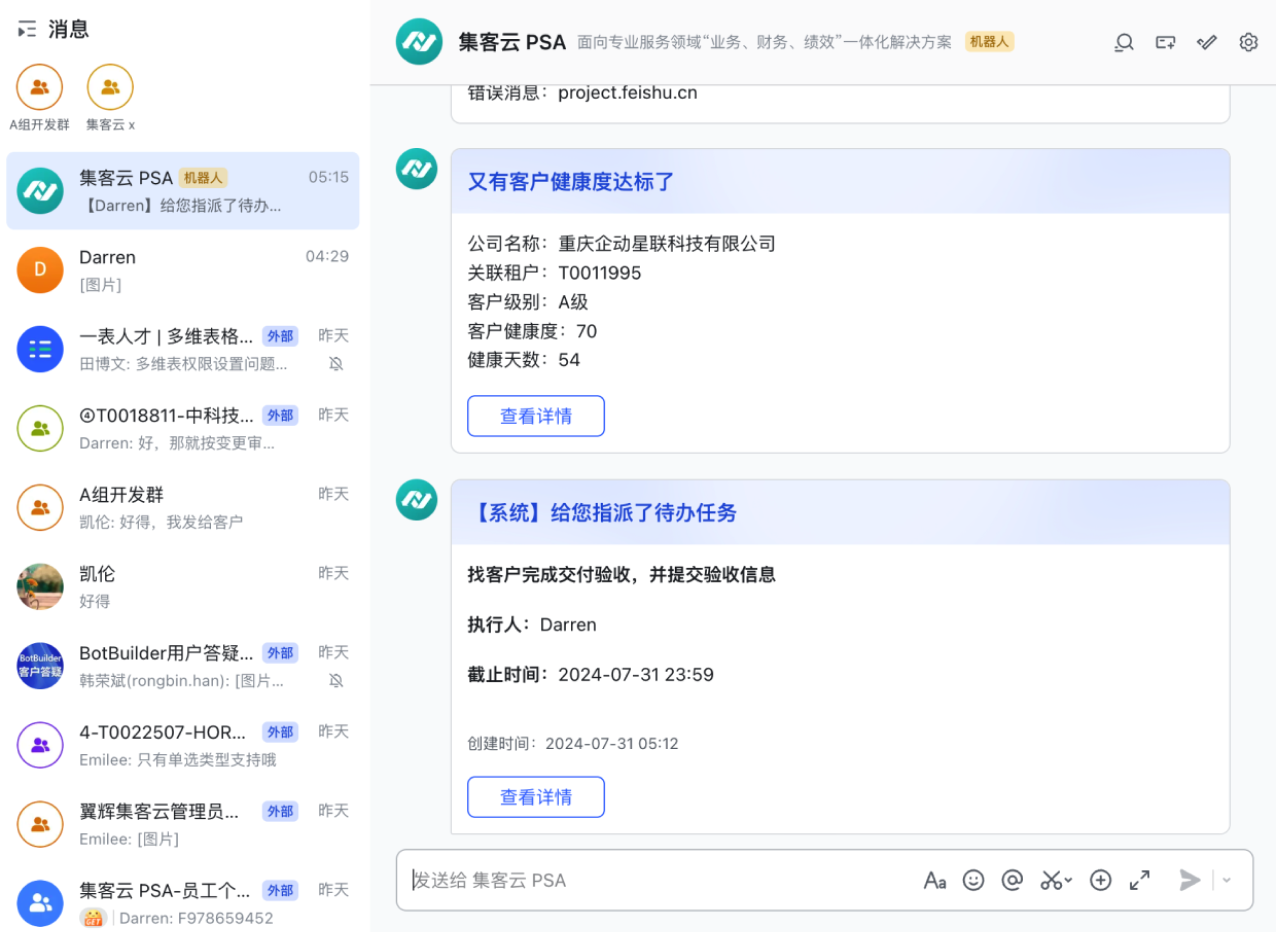 消息
A组开发群
集客云 x
集客云 PSA 机器人 05:15
【Darren】给您指派了待办...
D
Darren 04:29
[图片]
一表人才 | 多维表格... 外部 昨天
田博文: 多维表权限设置问题...
④T0018811-中科技... 外部 昨天
Darren: 好，那就按变更审...
A组开发群 昨天
凯伦: 好得，我发给客户
凯伦 昨天
好得
BotBuilder
客户答疑
BotBuilder用户答疑... 外部 昨天
韩荣斌(rongbin.han): [图片...
4-T0022507-HOR... 外部 昨天
Emilee: 只有单选类型支持哦
翼辉集客云管理员... 外部 昨天
Emilee: [图片]
集客云 PSA-员工个... 外部 昨天
GET Darren: F978659452
集客云 PSA 面向专业服务领域“业务、财务、绩效”一体化解决方案 机器人
错误消息：project.feishu.cn
又有客户健康度达标了
公司名称：重庆企动星联科技有限公司
关联租户：T0011995
客户级别：A级
客户健康度：70
健康天数：54
查看详情
【系统】给您指派了待办任务
找客户完成交付验收，并提交验收信息
执行人：Darren
截止时间：2024-07-31 23:59
创建时间：2024-07-31 05:12
查看详情
发送给 集客云 PSA
Aa